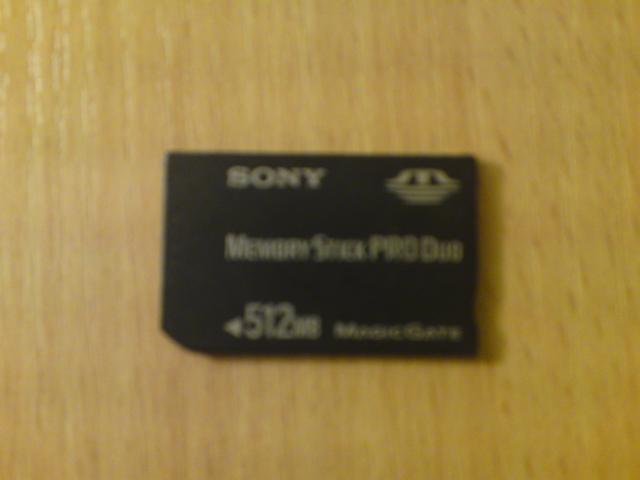 SONY
MEMORY STICK PRO DUO
512MB MAGICGATE